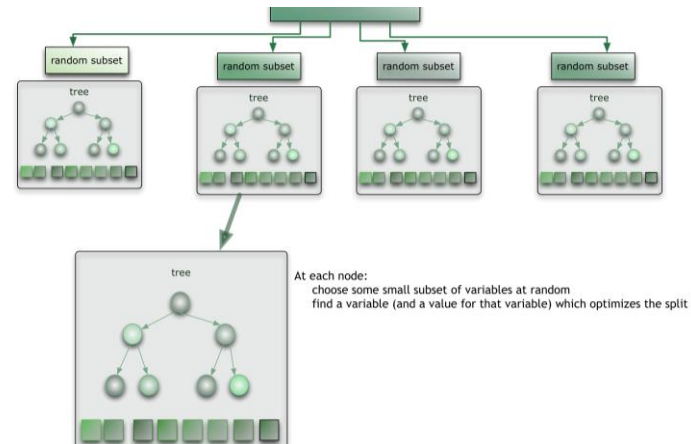 random subset
random subset
random subset
random subset
tree
tree
tree
tree
tree
At each node:
choose some small subset of variables at random
find a variable (and a value for that variable) which optimizes the split